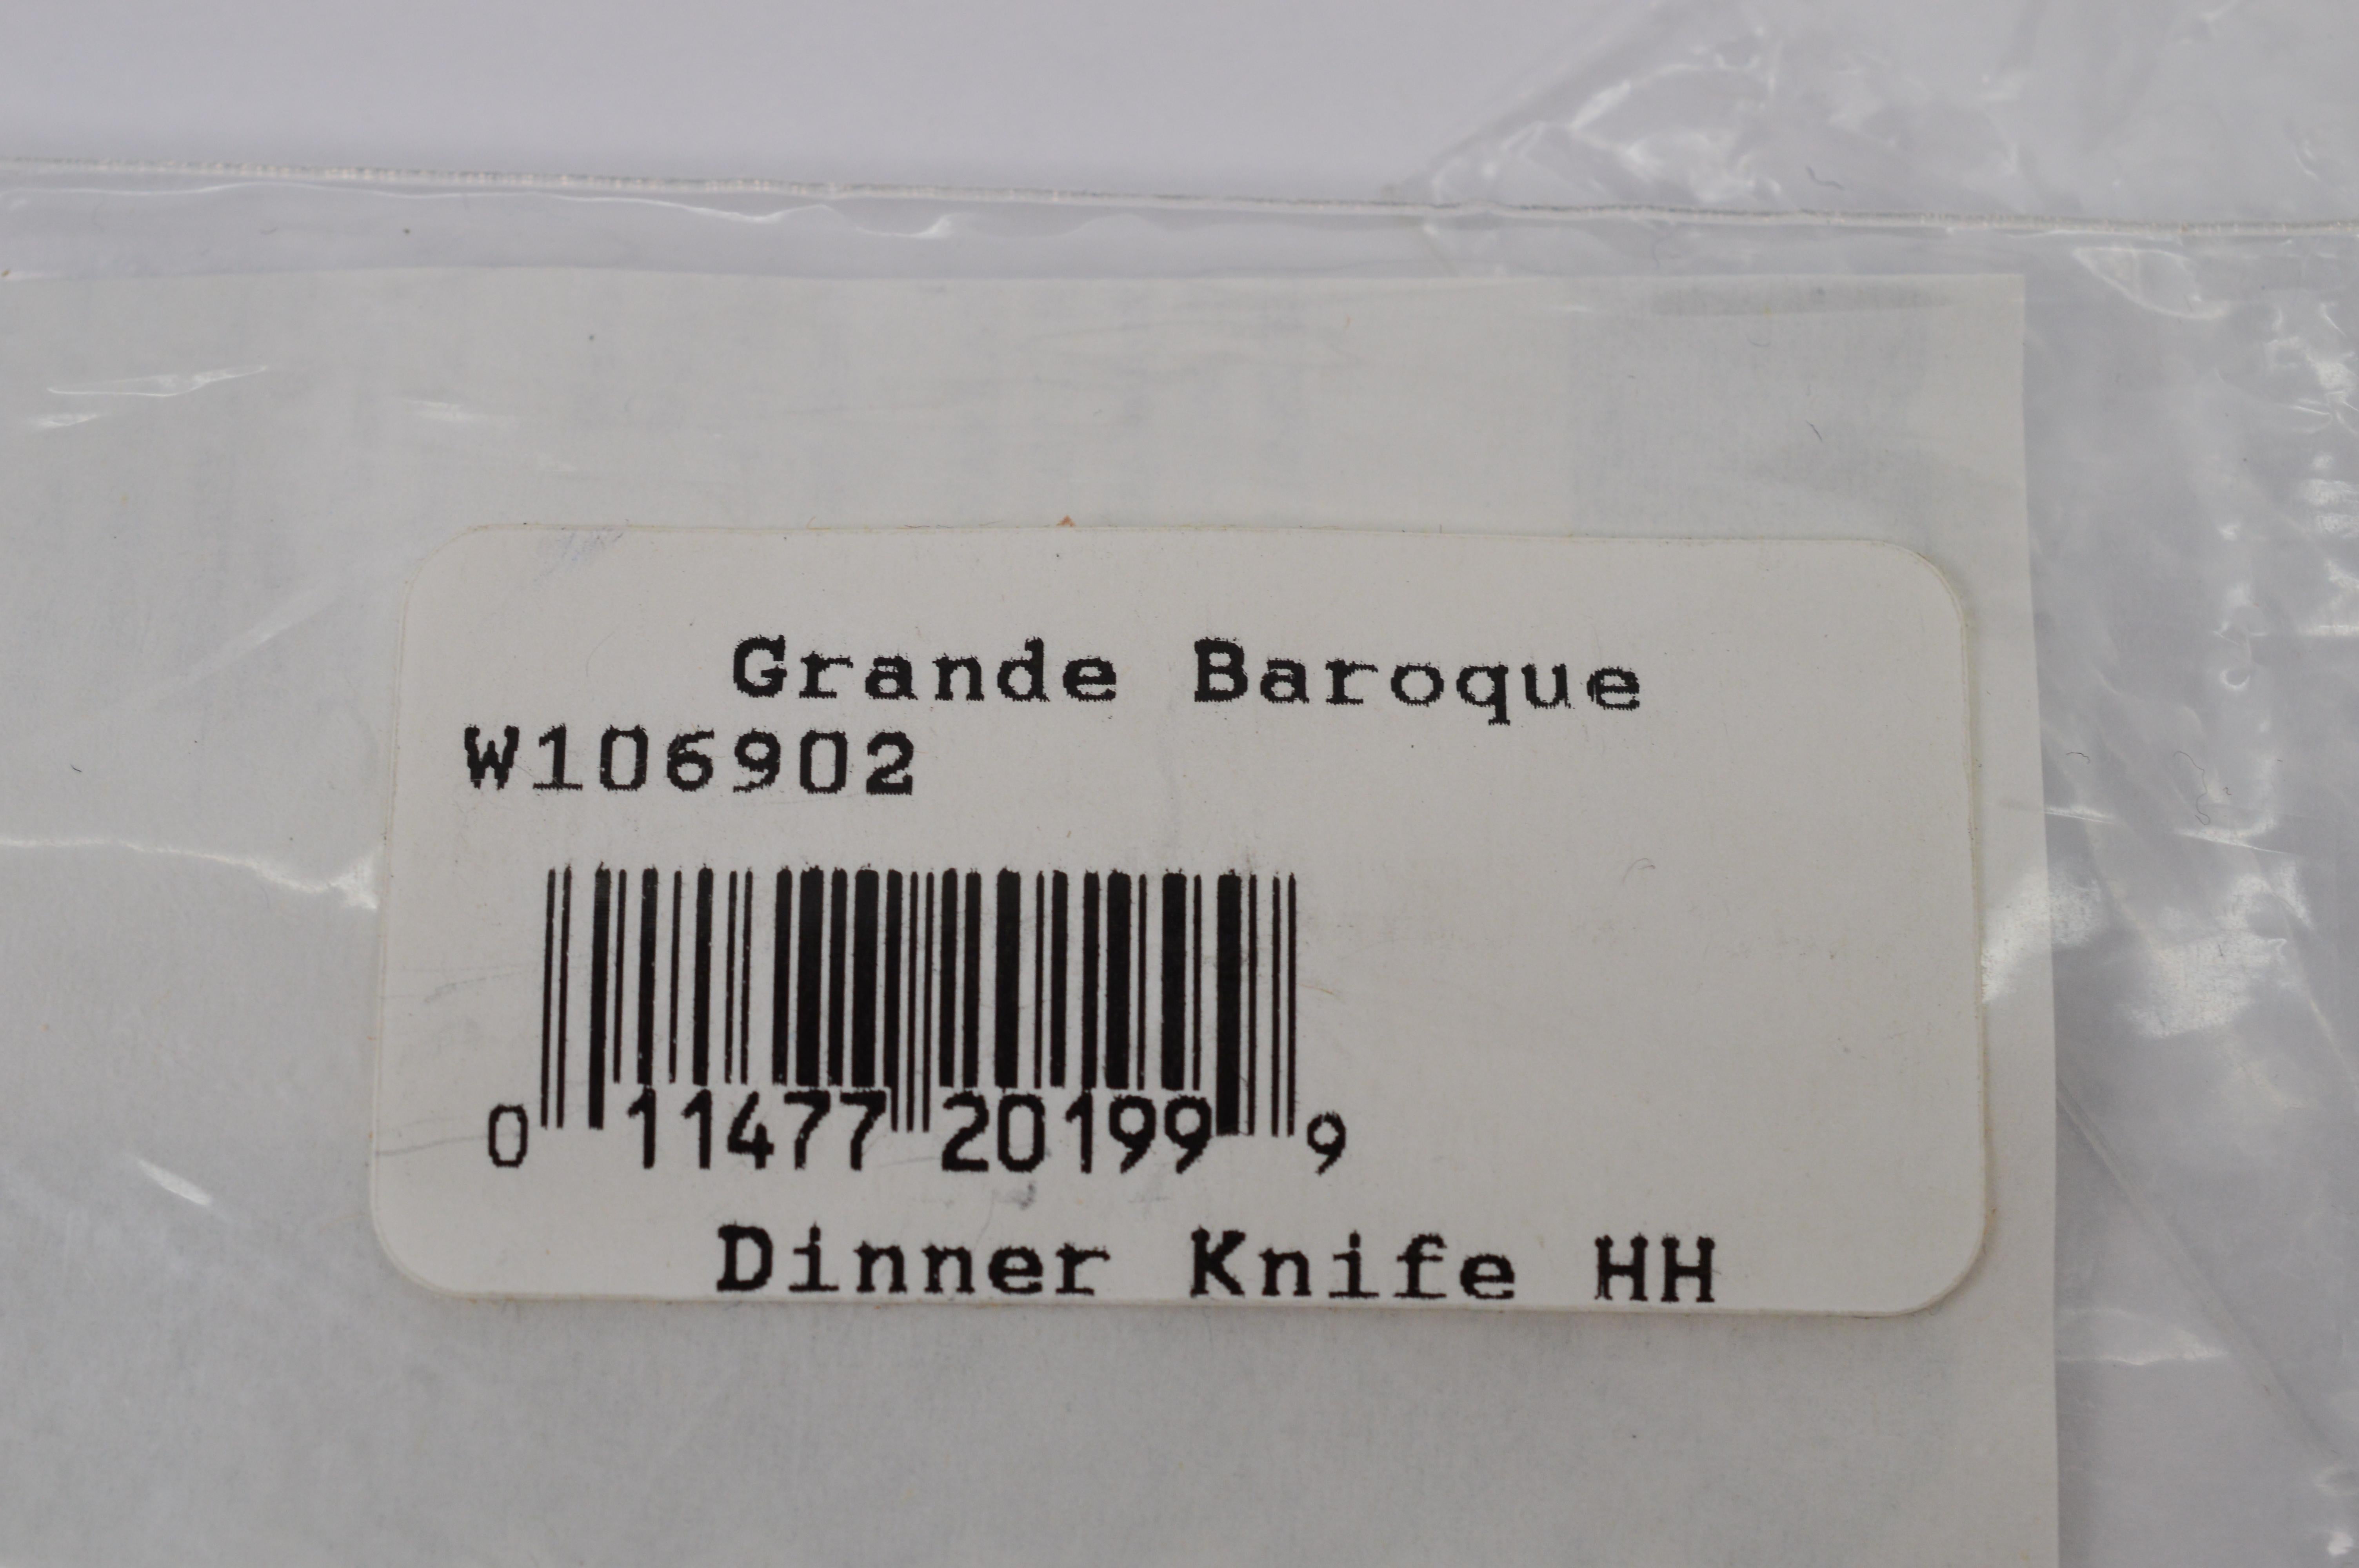 Grande Baroque
W106902
0 11477 20199 9
Dinner Knife HH